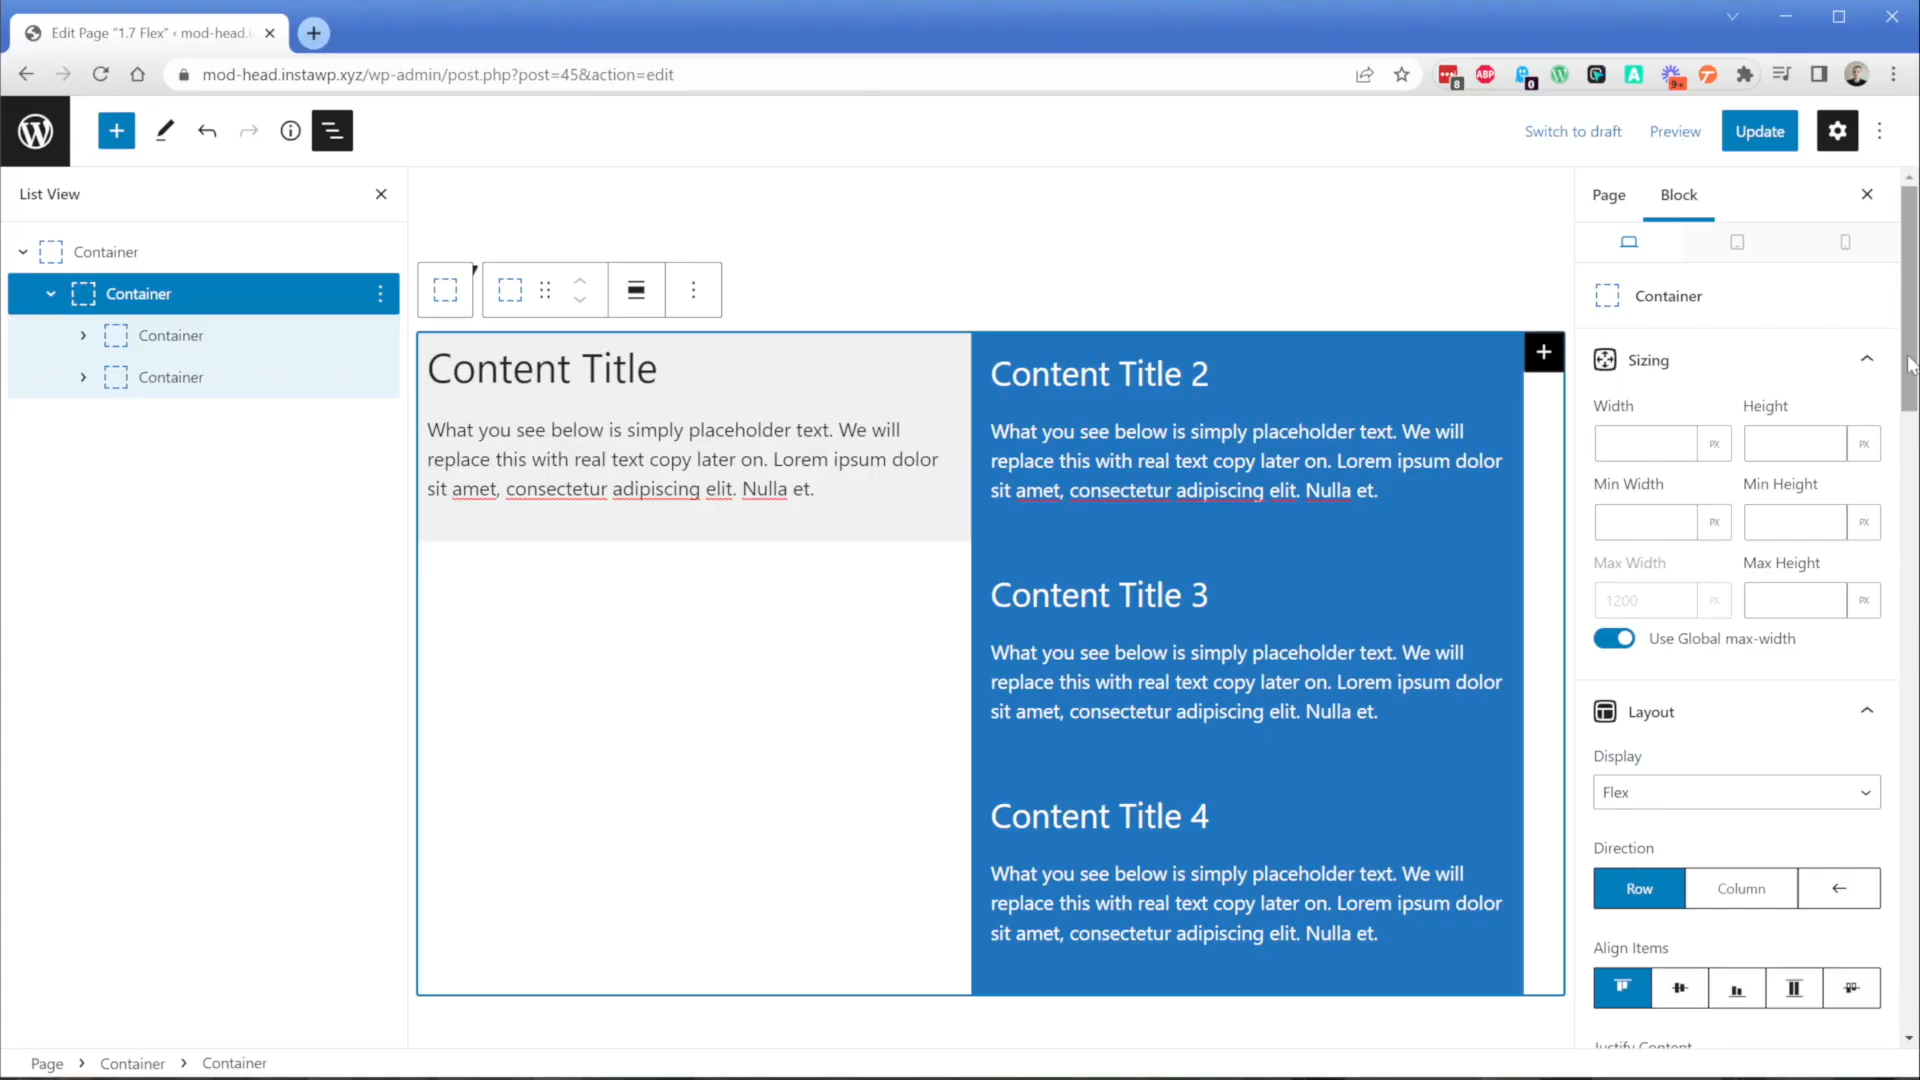 Edit Page “1.7 Flex” ‹ mod-head.i
mod-head.instawp.xyz/wp-admin/post.php?post=45&action=edit
8
ABP
0
A
9+
Switch to draft
Preview
Update
List View
Container
Container
Container
Container
Content Title
What you see below is simply placeholder text. We will
replace this with real text copy later on. Lorem ipsum dolor
sit amet, consectetur adipiscing elit. Nulla et.
Content Title 2
What you see below is simply placeholder text. We will
replace this with real text copy later on. Lorem ipsum dolor
sit amet, consectetur adipiscing elit. Nulla et.
Content Title 3
What you see below is simply placeholder text. We will
replace this with real text copy later on. Lorem ipsum dolor
sit amet, consectetur adipiscing elit. Nulla et.
Content Title 4
What you see below is simply placeholder text. We will
replace this with real text copy later on. Lorem ipsum dolor
sit amet, consectetur adipiscing elit. Nulla et.
Page Block
Container
Sizing
Width Height
PX PX
Min Width Min Height
PX PX
Max Width Max Height
1200 PX PX
Use Global max-width
Layout
Display
Flex
Direction
Row Column
Align Items
Justify Content
Page > Container > Container